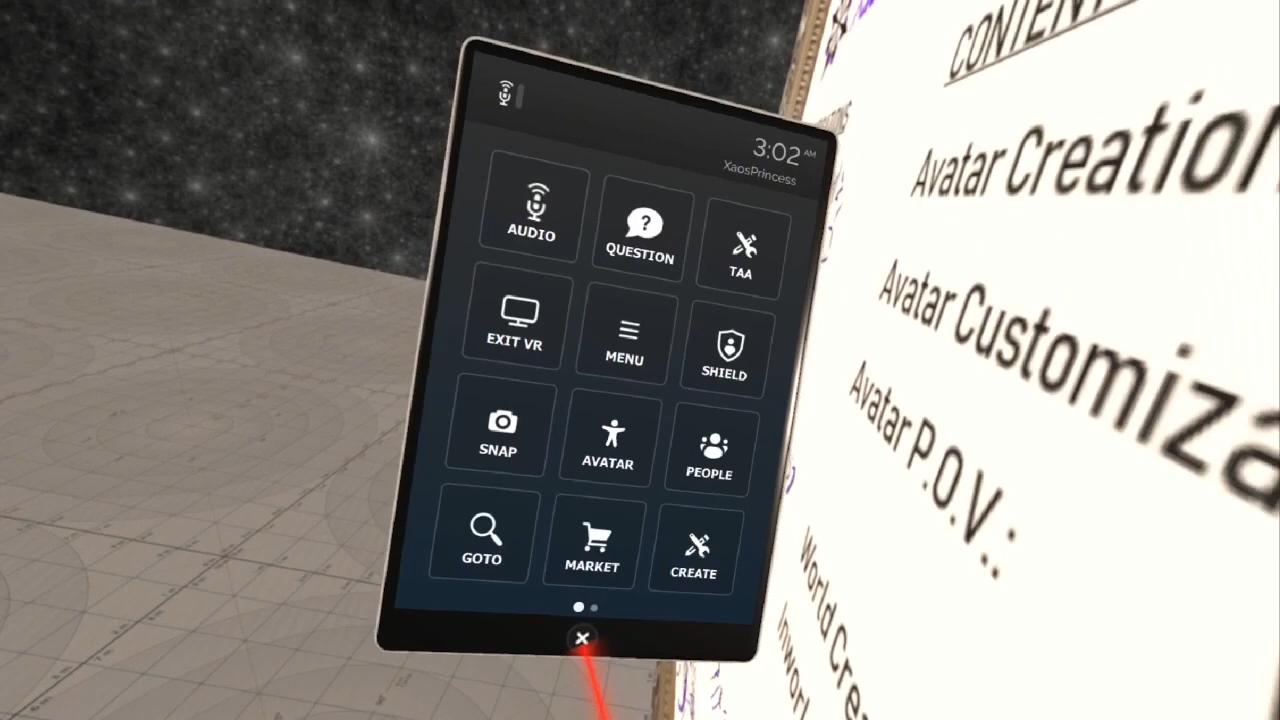 3:02 AM
XaosPrincess
AUDIO
QUESTION
TAA
EXIT VR
MENU
SHIELD
SNAP
AVATAR
PEOPLE
GOTO
MARKET
CREATE
CONTENT
Avatar Creation
Avatar Customiza
Avatar P.O.V.:
World Crea
Inworl